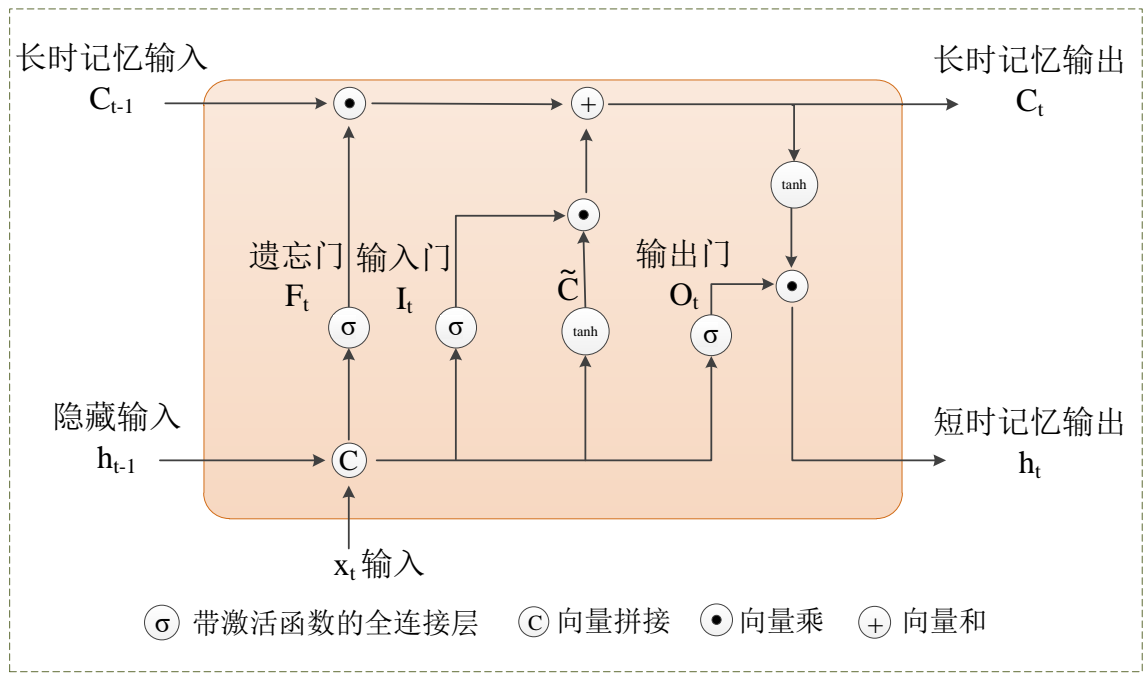 长时记忆输入
C_{t-1}
长时记忆输出
C_t
+
tanh
遗忘门
F_t
输入门
I_t
C̃
输出门
O_t
σ
σ
tanh
σ
隐藏输入
h_{t-1}
C
短时记忆输出
h_t
x_t 输入
σ 带激活函数的全连接层
C 向量拼接
向量乘
+ 向量和